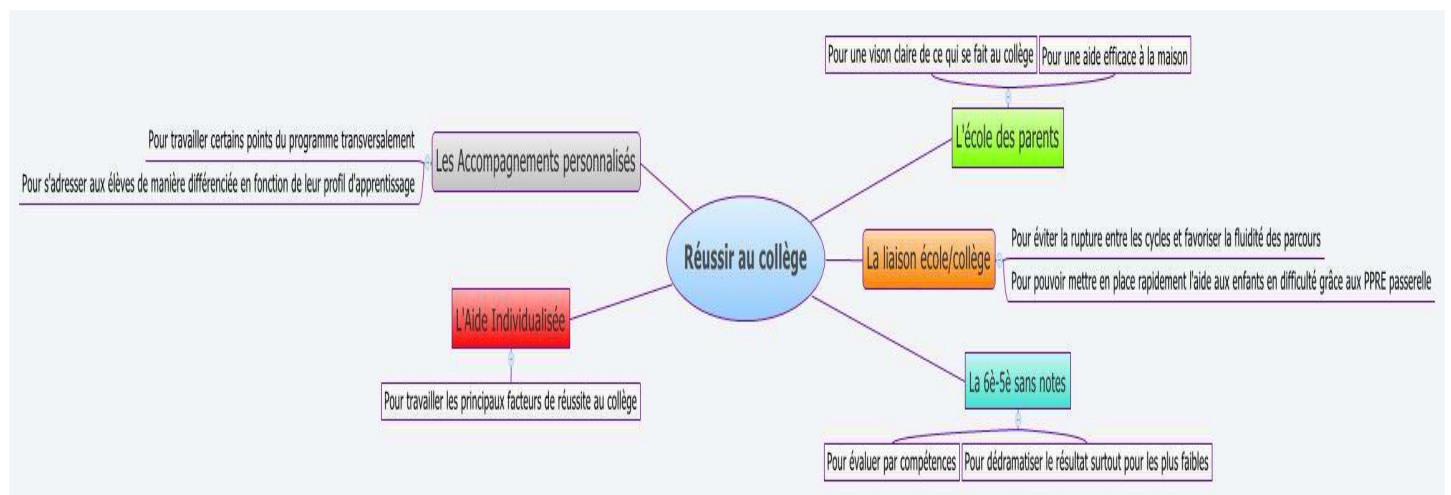 Réussir au collège
L'école des parents
Pour une vison claire de ce qui se fait au collège
Pour une aide efficace à la maison
La liaison école/collège
Pour éviter la rupture entre les cycles et favoriser la fluidité des parcours
Pour pouvoir mettre en place rapidement l'aide aux enfants en difficulté grâce aux PPRE passerelle
La 6è-5è sans notes
Pour évaluer par compétences
Pour dédramatiser le résultat surtout pour les plus faibles
L'Aide Individualisée
Pour travailler les principaux facteurs de réussite au collège
Les Accompagnements personnalisés
Pour travailler certains points du programme transversalement
Pour s'adresser aux élèves de manière différenciée en fonction de leur profil d'apprentissage